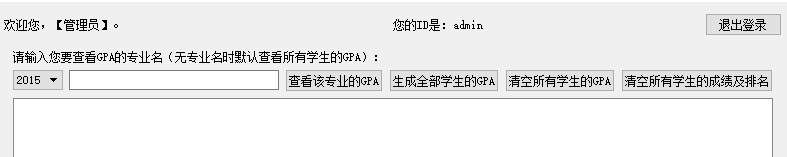 欢迎您，【管理员】。 您的ID是：admin 退出登录
请输入您要查看GPA的专业名（无专业名时默认查看所有学生的GPA）：
2015 查看该专业的GPA 生成全部学生的GPA 清空所有学生的GPA 清空所有学生的成绩及排名